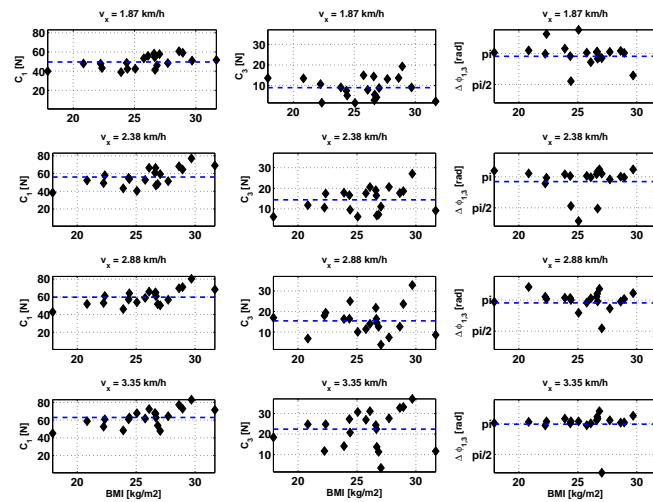 v_x = 1.87 km/h v_x = 1.87 km/h v_x = 1.87 km/h
C_1 [N] 80 60 40 20 0 20 25 30
C_3 [N] 30 20 10 20 25 30
Δ ϕ_1,3 [rad] pi pi/2 20 25 30
v_x = 2.38 km/h v_x = 2.38 km/h v_x = 2.38 km/h
C_1 [N] 80 60 40 20 0 20 25 30
C_3 [N] 30 20 10 20 25 30
Δ ϕ_1,3 [rad] pi pi/2 20 25 30
v_x = 2.88 km/h v_x = 2.88 km/h v_x = 2.88 km/h
C_1 [N] 80 60 40 20 0 20 25 30
C_3 [N] 30 20 10 20 25 30
Δ ϕ_1,3 [rad] pi pi/2 20 25 30
v_x = 3.35 km/h v_x = 3.35 km/h v_x = 3.35 km/h
C_1 [N] 80 60 40 20 0 20 25 30
C_3 [N] 30 20 10 20 25 30
Δ ϕ_1,3 [rad] pi pi/2 20 25 30
BMI [kg/m2] BMI [kg/m2] BMI [kg/m2]